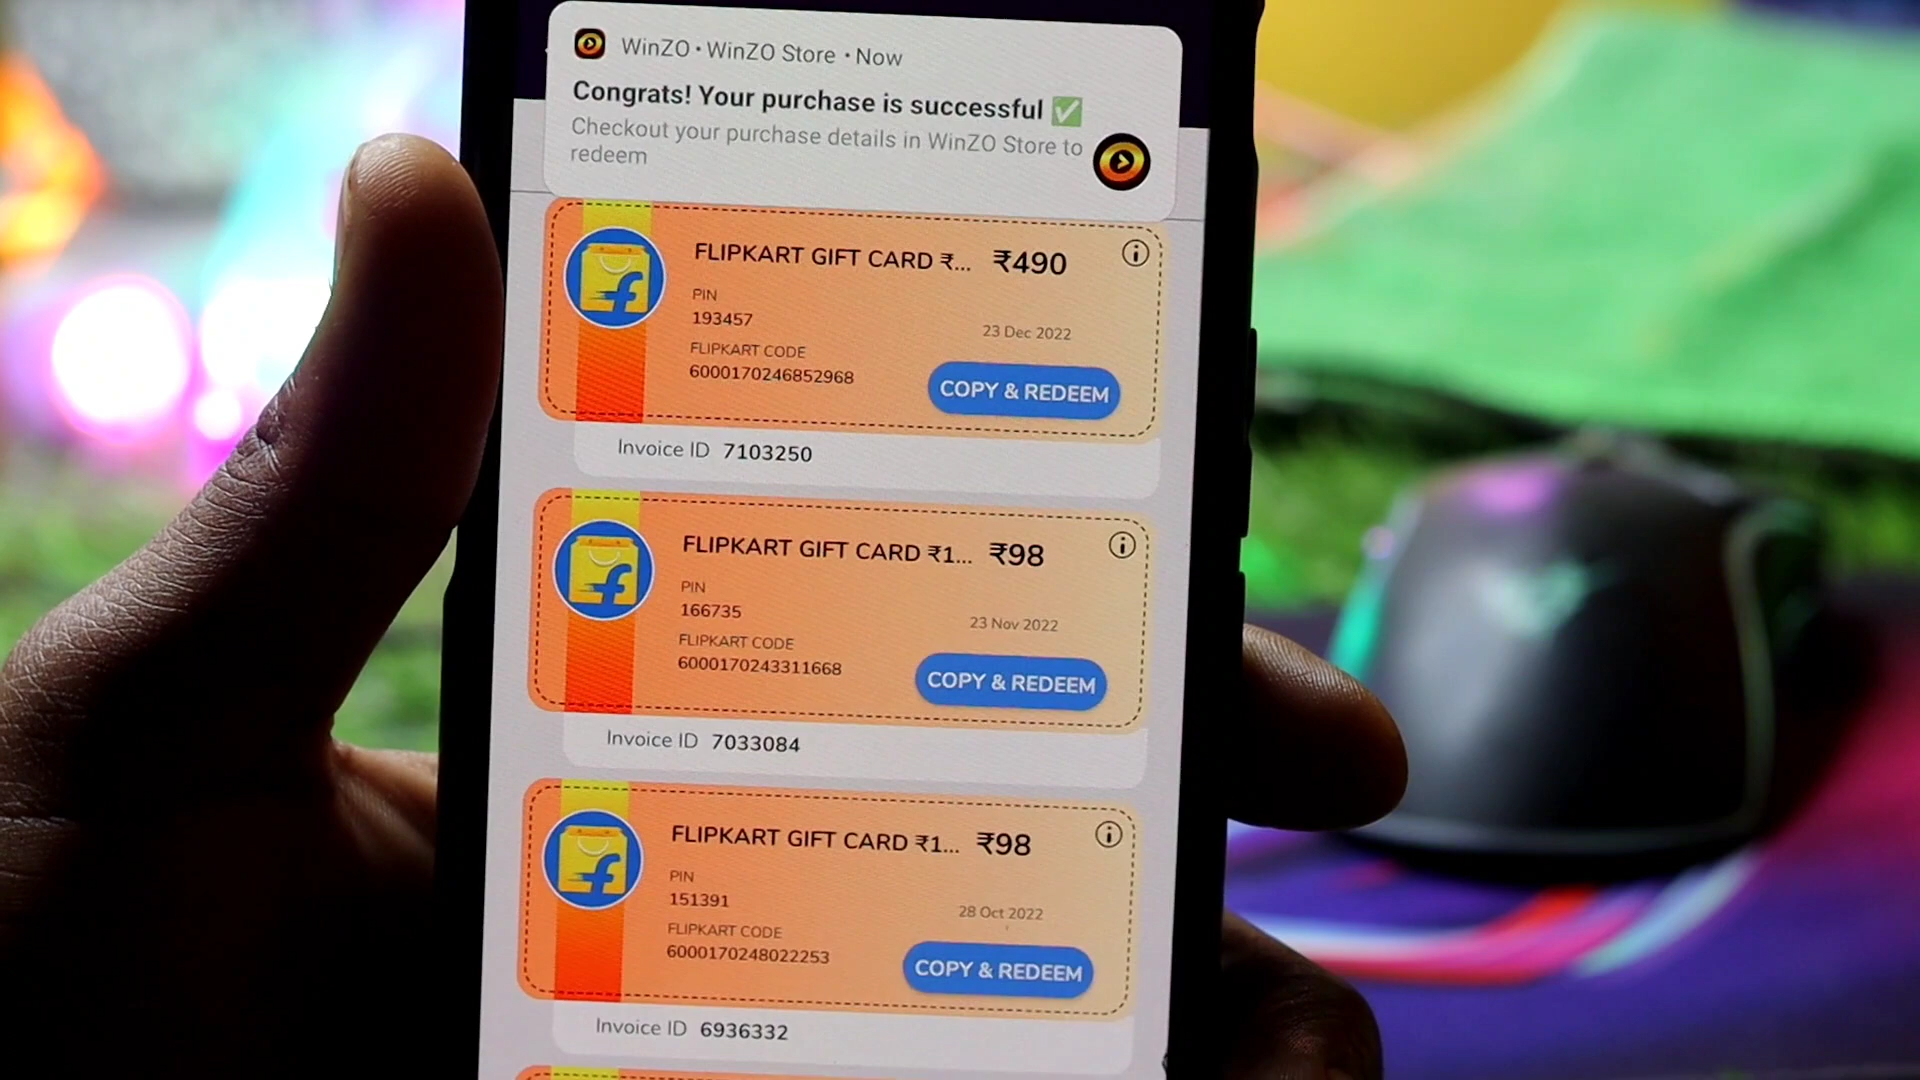 WinZO • WinZO Store • Now
Congrats! Your purchase is successful ✅
Checkout your purchase details in WinZO Store to
redeem
FLIPKART GIFT CARD ₹... ₹490
PIN
193457
23 Dec 2022
FLIPKART CODE
6000170246852968
COPY & REDEEM
Invoice ID 7103250
FLIPKART GIFT CARD ₹1... ₹98
PIN
166735
23 Nov 2022
FLIPKART CODE
6000170243311668
COPY & REDEEM
Invoice ID 7033084
FLIPKART GIFT CARD ₹1... ₹98
PIN
151391
28 Oct 2022
FLIPKART CODE
6000170248022253
COPY & REDEEM
Invoice ID 6936332